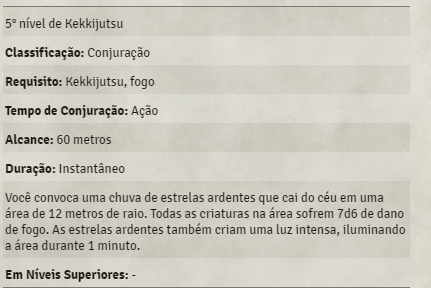 5º nível de Kekkijutsu
Classificação: Conjuração
Requisito: Kekkijutsu, fogo
Tempo de Conjuração: Ação
Alcance: 60 metros
Duração: Instantâneo
Você convoca uma chuva de estrelas ardentes que cai do céu em uma
área de 12 metros de raio. Todas as criaturas na área sofrem 7d6 de dano
de fogo. As estrelas ardentes também criam uma luz intensa, iluminando
a área durante 1 minuto.
Em Níveis Superiores: -